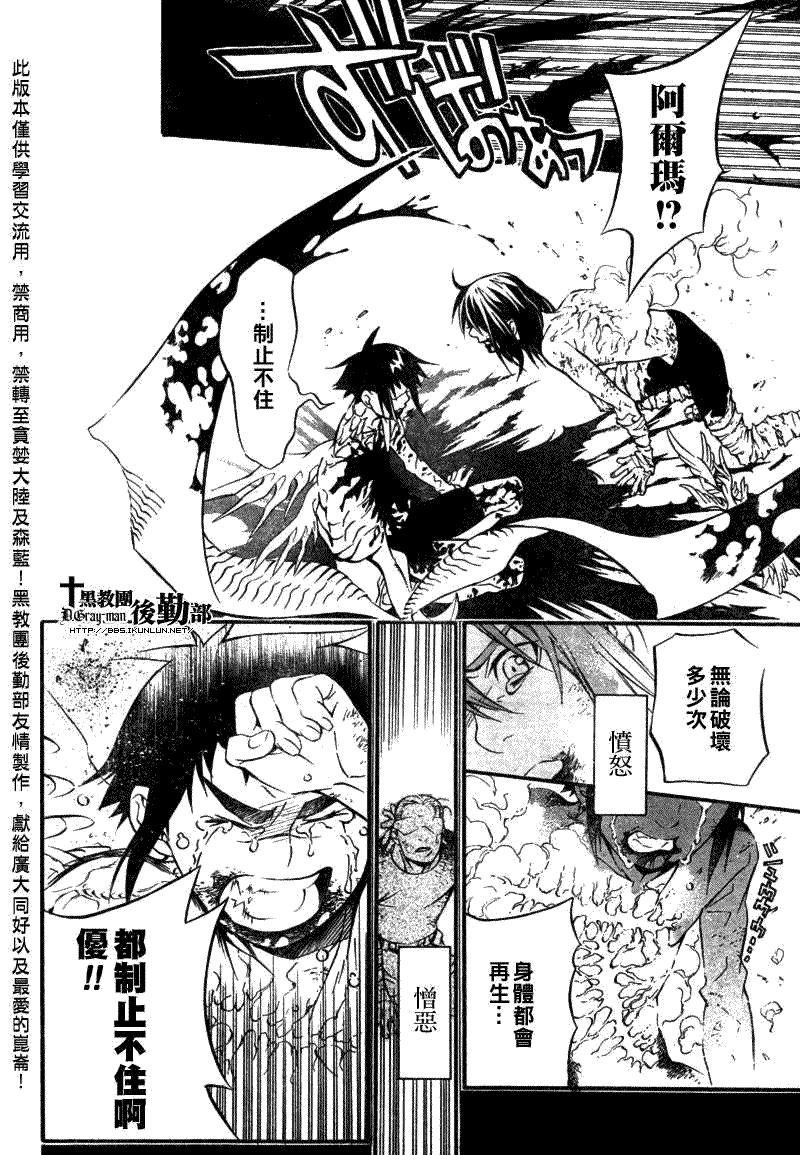 此版本僅供學習交流用，禁商用，禁轉至貪婪大陸及森藍！黑教團後勤部友情製作，獻給廣大同好以及最愛的崑崙！
阿爾瑪!?
…制止不住
黑教團
D.Gray-man 後勤部
HTTP://BBS.IKUNLUN.NET/
無論破壞
多少次
憤怒
身體都會
再生…
憎惡
都制止不住啊
優!!